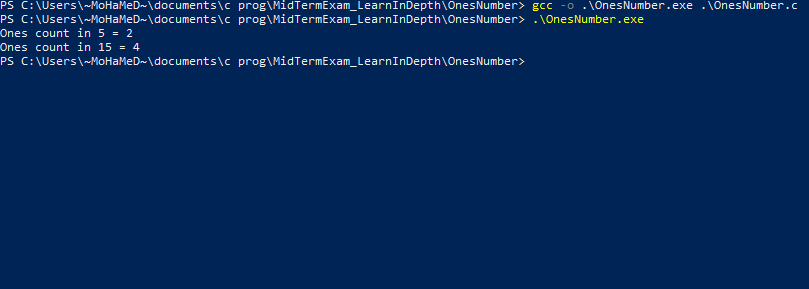 PS C:\Users\~MoHaMeD~\documents\c prog\MidTermExam_LearnInDepth\OnesNumber> gcc -o .\OnesNumber.exe .\OnesNumber.c
PS C:\Users\~MoHaMeD~\documents\c prog\MidTermExam_LearnInDepth\OnesNumber> .\OnesNumber.exe
Ones count in 5 = 2
Ones count in 15 = 4
PS C:\Users\~MoHaMeD~\documents\c prog\MidTermExam_LearnInDepth\OnesNumber>